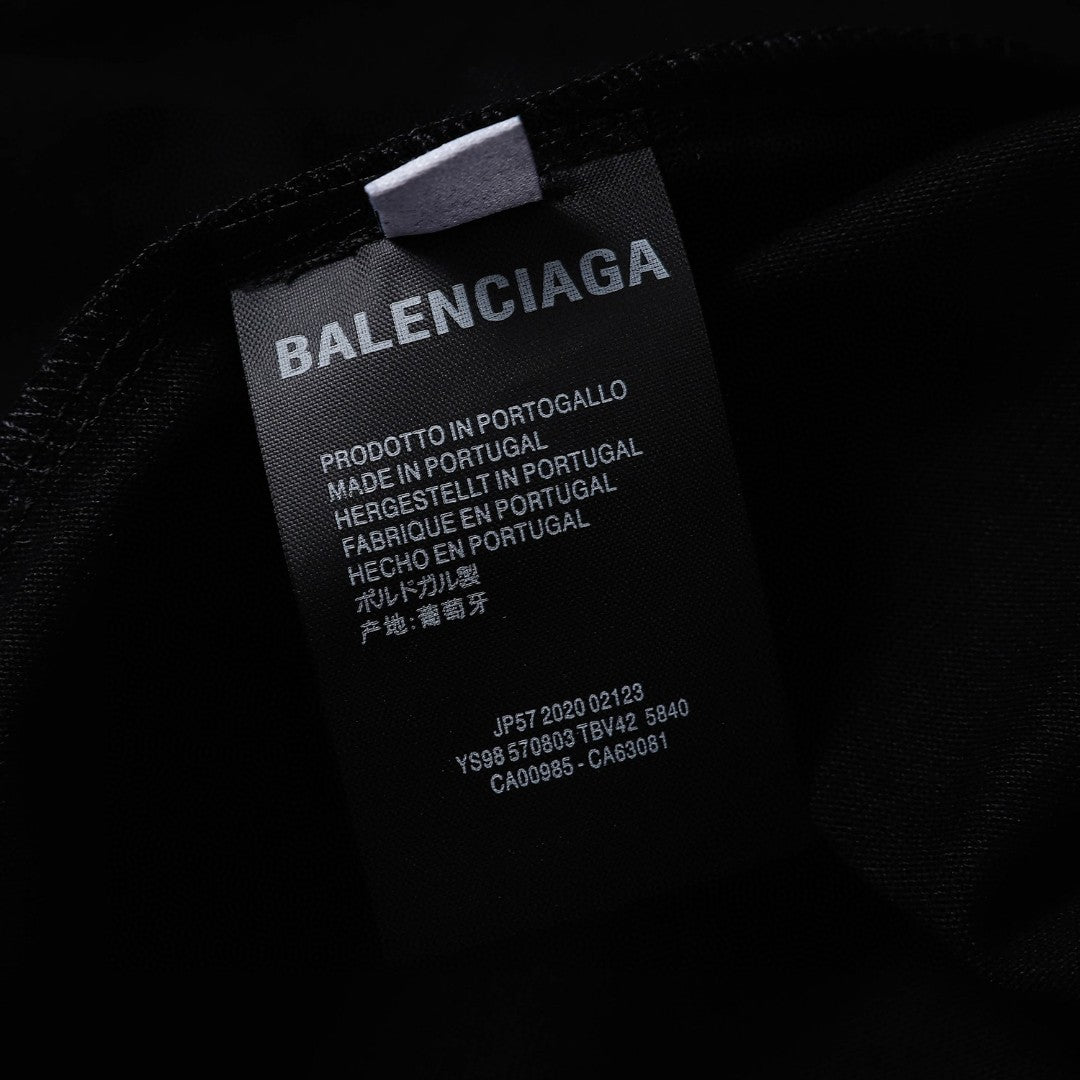 BALENCIAGA
PRODOTTO IN PORTOGALLO
MADE IN PORTUGAL
HERGESTELLT IN PORTUGAL
FABRIQUE EN PORTUGAL
HECHO EN PORTUGAL
ポルトガル製
产地:葡萄牙
JP57 2020 02123
YS98 570803 TBV42 5840
CA00985 - CA63081